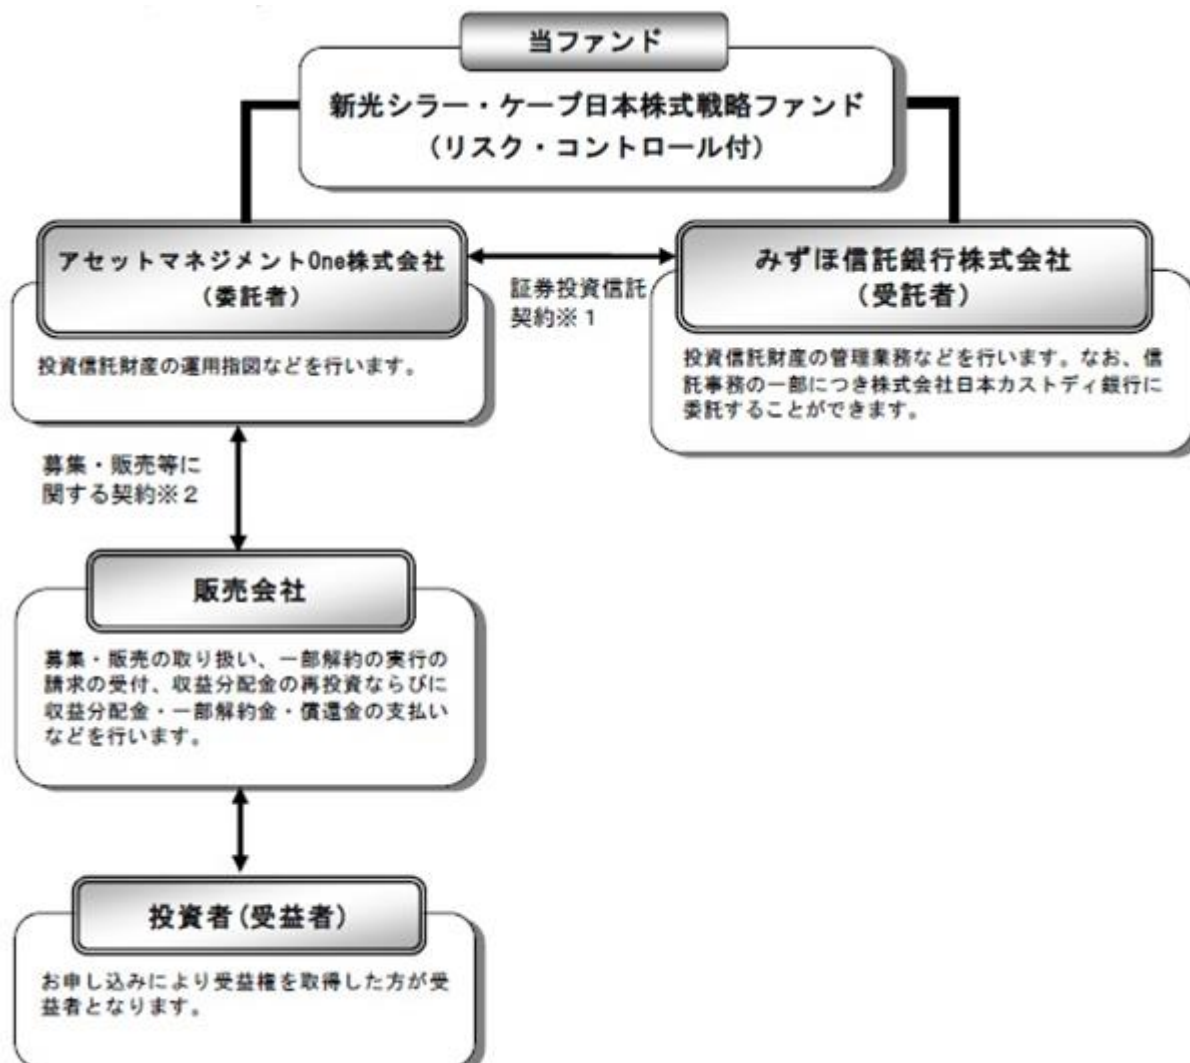 当ファンド
新光シラー・ケープ日本株式戦略ファンド
（リスク・コントロール付）
アセットマネジメントOne株式会社
（委託者）
投資信託財産の運用指図などを行います。
証券投資信託
契約※１
みずほ信託銀行株式会社
（受託者）
投資信託財産の管理業務などを行います。なお、信
託事務の一部につき株式会社日本カストディ銀行に
委託することができます。
募集・販売等に
関する契約※２
販売会社
募集・販売の取り扱い、一部解約の実行の
請求の受付、収益分配金の再投資ならびに
収益分配金・一部解約金・償還金の支払い
などを行います。
投資者(受益者)
お申し込みにより受益権を取得した方が受
益者となります。